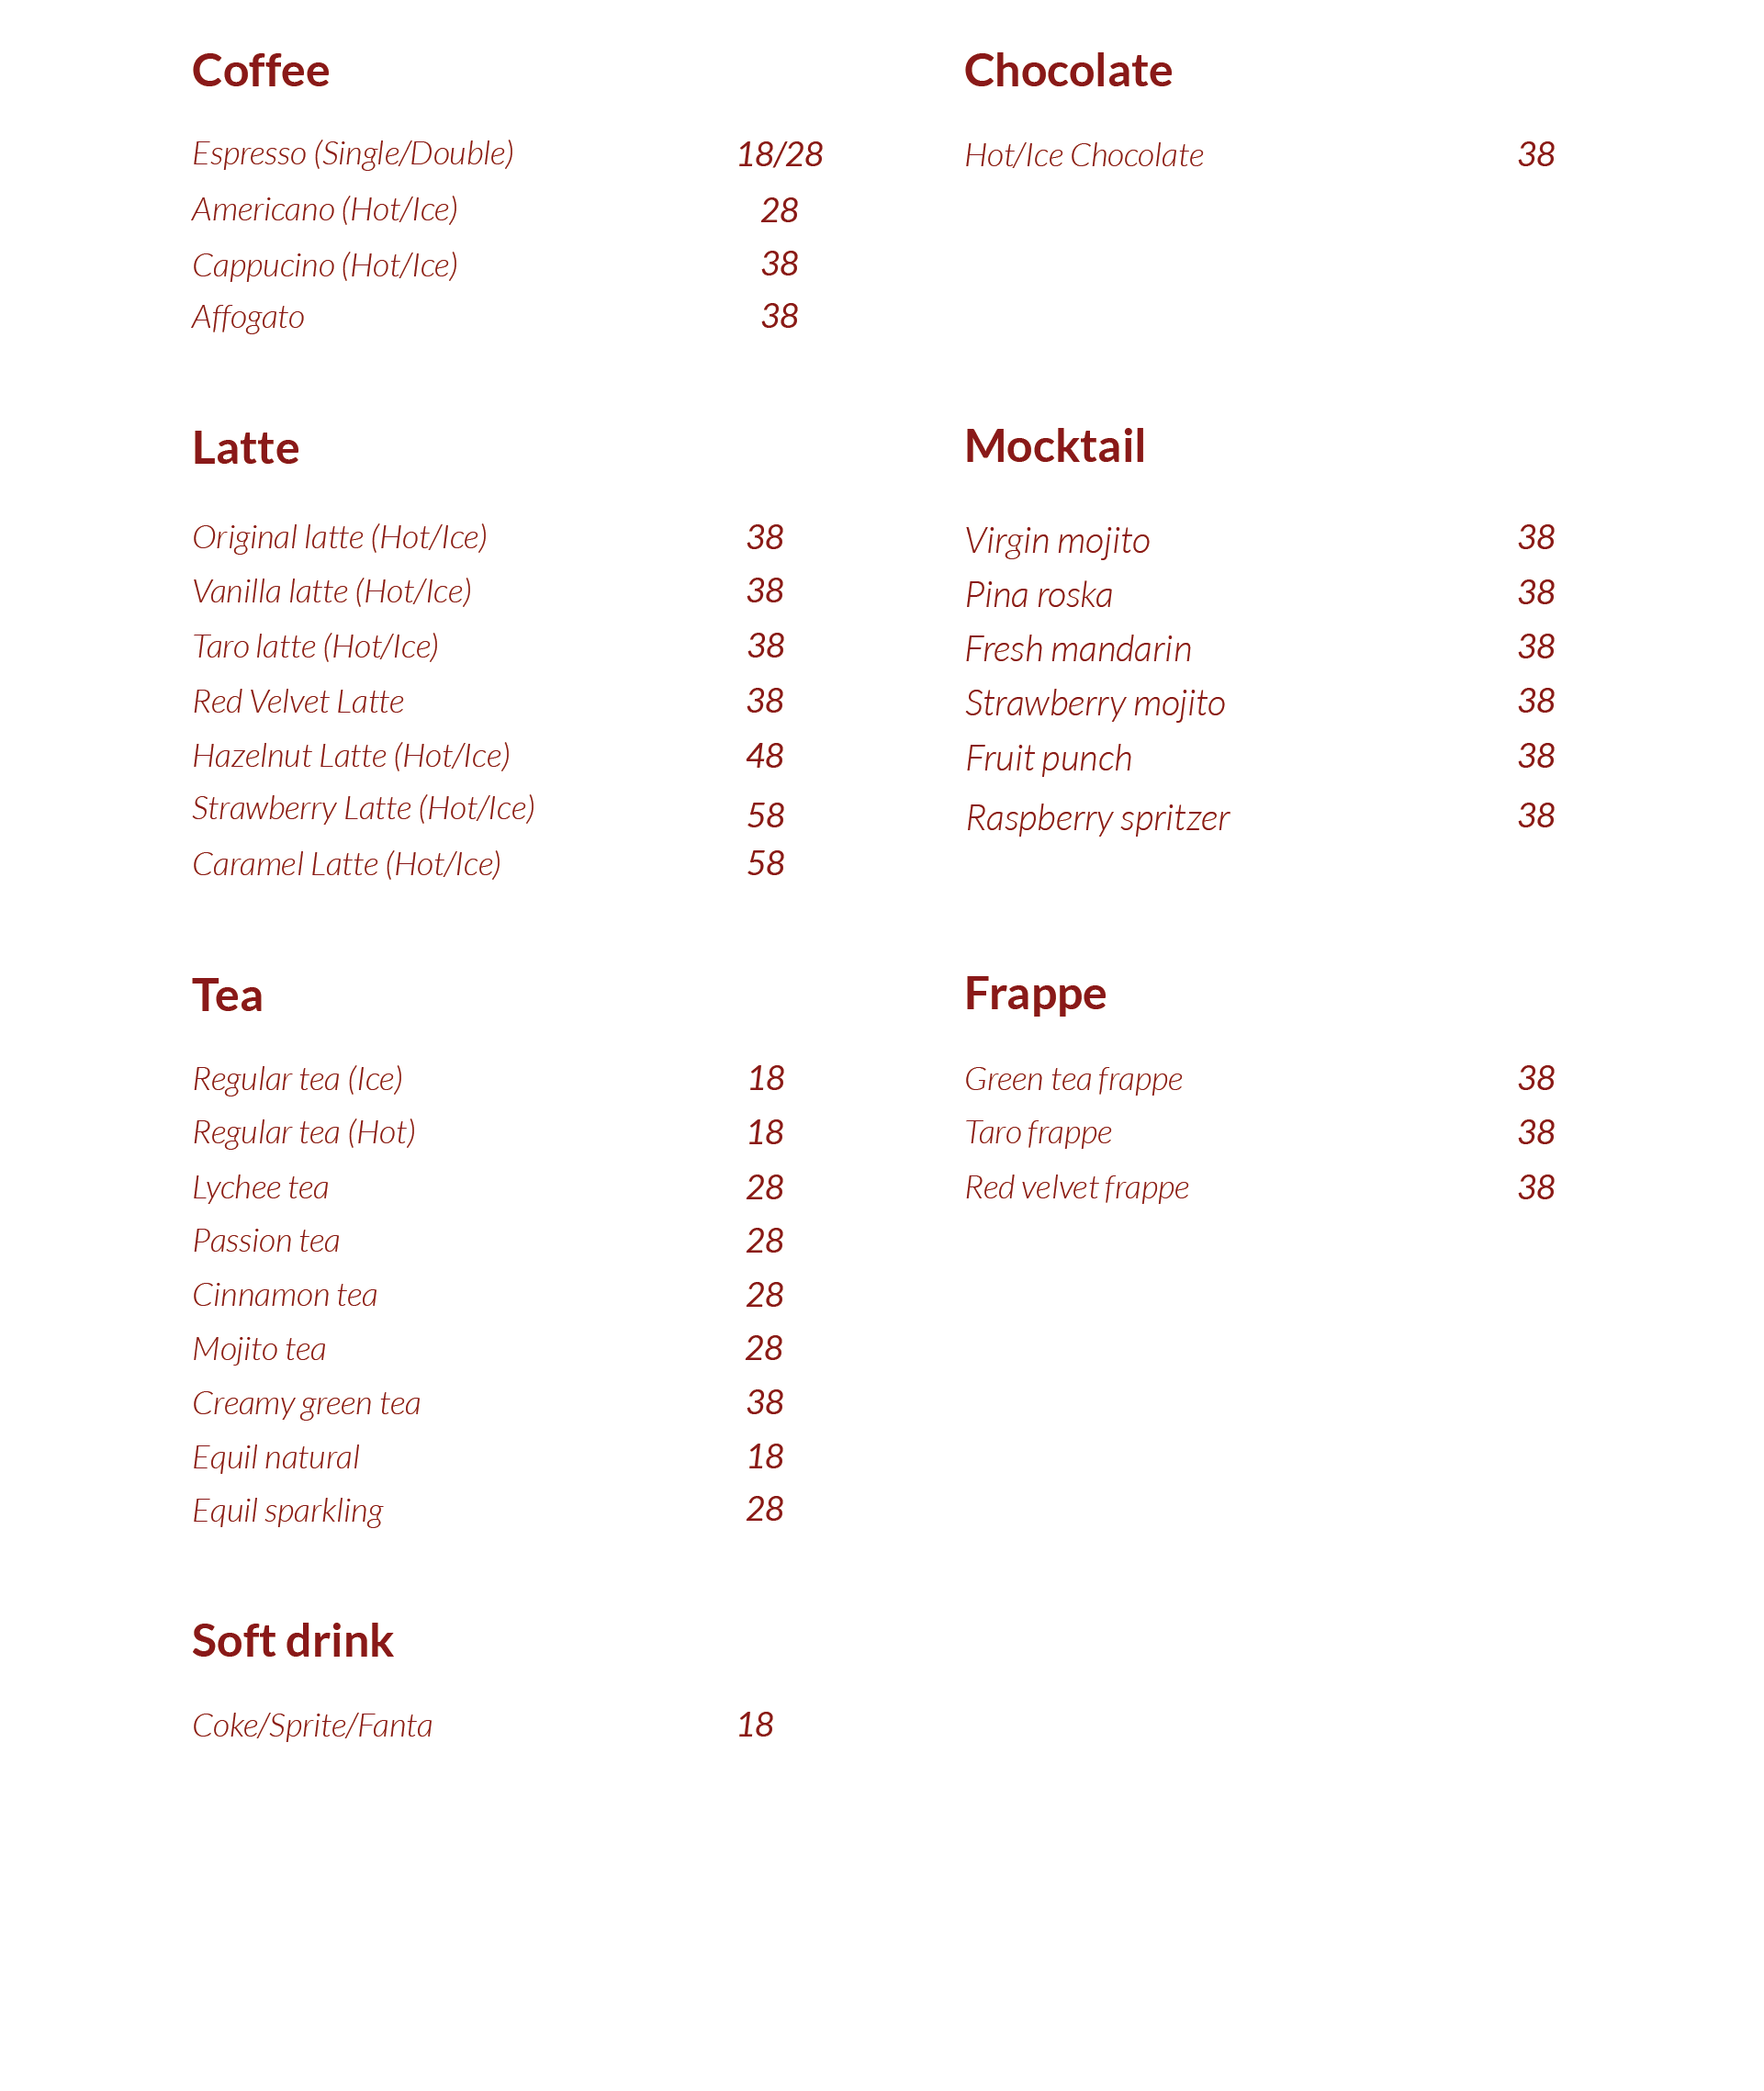 Coffee
Espresso (Single/Double) 18/28
Americano (Hot/Ice) 28
Cappucino (Hot/Ice) 38
Affogato 38
Latte
Original latte (Hot/Ice) 38
Vanilla latte (Hot/Ice) 38
Taro latte (Hot/Ice) 38
Red Velvet Latte 38
Hazelnut Latte (Hot/Ice) 48
Strawberry Latte (Hot/Ice) 58
Caramel Latte (Hot/Ice) 58
Tea
Regular tea (Ice) 18
Regular tea (Hot) 18
Lychee tea 28
Passion tea 28
Cinnamon tea 28
Mojito tea 28
Creamy green tea 38
Equil natural 18
Equil sparkling 28
Soft drink
Coke/Sprite/Fanta 18
Chocolate
Hot/Ice Chocolate 38
Mocktail
Virgin mojito 38
Pina roska 38
Fresh mandarin 38
Strawberry mojito 38
Fruit punch 38
Raspberry spritzer 38
Frappe
Green tea frappe 38
Taro frappe 38
Red velvet frappe 38